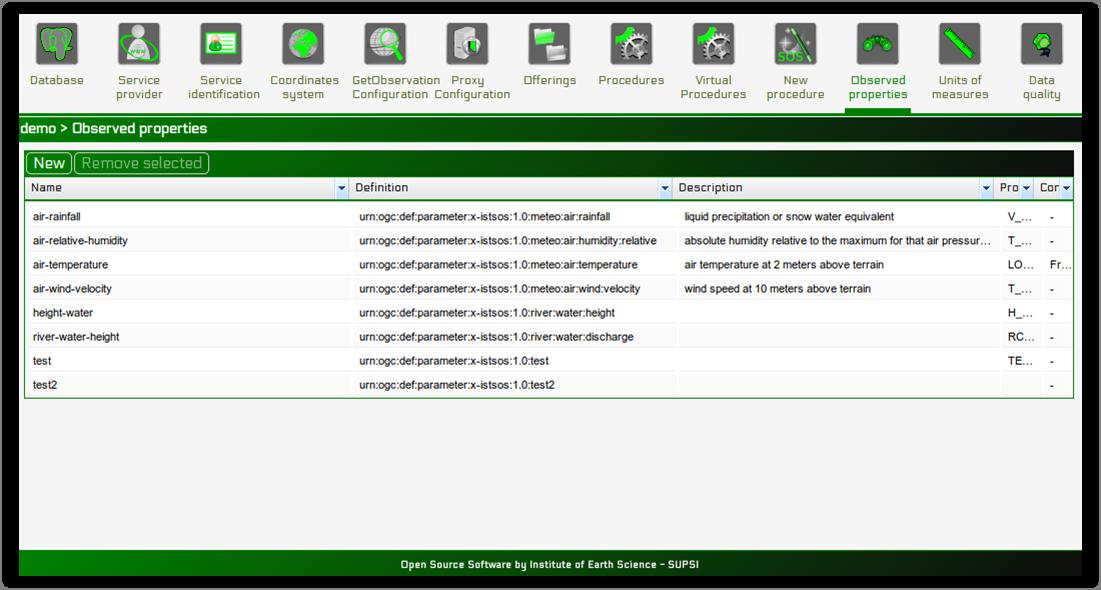 Database
Service provider
Service identification
Coordinates system
GetObservation Configuration
Proxy Configuration
Offerings
Procedures
Virtual Procedures
SOS
New procedure
Observed properties
Units of measures
Data quality
demo > Observed properties
New Remove selected
Name Definition Description Pro Cor
air-rainfall urn:ogc:def:parameter:x-istsos:1.0:meteo:air:rainfall liquid precipitation or snow water equivalent V_... -
air-relative-humidity urn:ogc:def:parameter:x-istsos:1.0:meteo:air:humidity:relative absolute humidity relative to the maximum for that air pressur... T_... -
air-temperature urn:ogc:def:parameter:x-istsos:1.0:meteo:air:temperature air temperature at 2 meters above terrain LO... Fr...
air-wind-velocity urn:ogc:def:parameter:x-istsos:1.0:meteo:air:wind:velocity wind speed at 10 meters above terrain T_... -
height-water urn:ogc:def:parameter:x-istsos:1.0:river:water:height H_... -
river-water-height urn:ogc:def:parameter:x-istsos:1.0:river:water:discharge RC... -
test urn:ogc:def:parameter:x-istsos:1.0:test TE... -
test2 urn:ogc:def:parameter:x-istsos:1.0:test2 -
Open Source Software by Institute of Earth Science - SUPSI